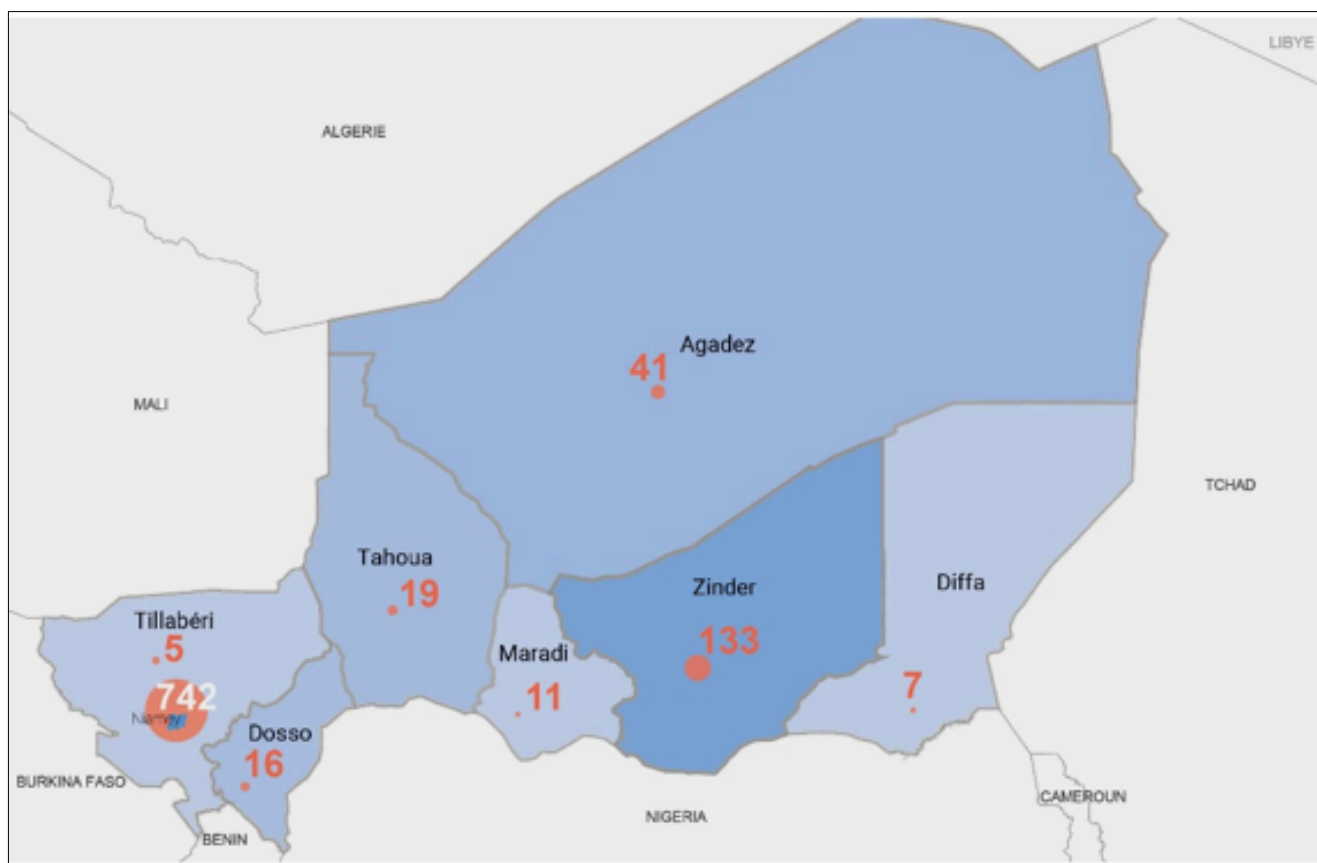 LIBYE
ALGERIE
Agadez
41
MALI
TCHAD
Tahoua
19
Zinder
133
Diffa
7
Tillabéri
5
742
Niamey
Maradi
11
Dosso
16
BURKINA FASO
BENIN
NIGERIA
CAMEROUN